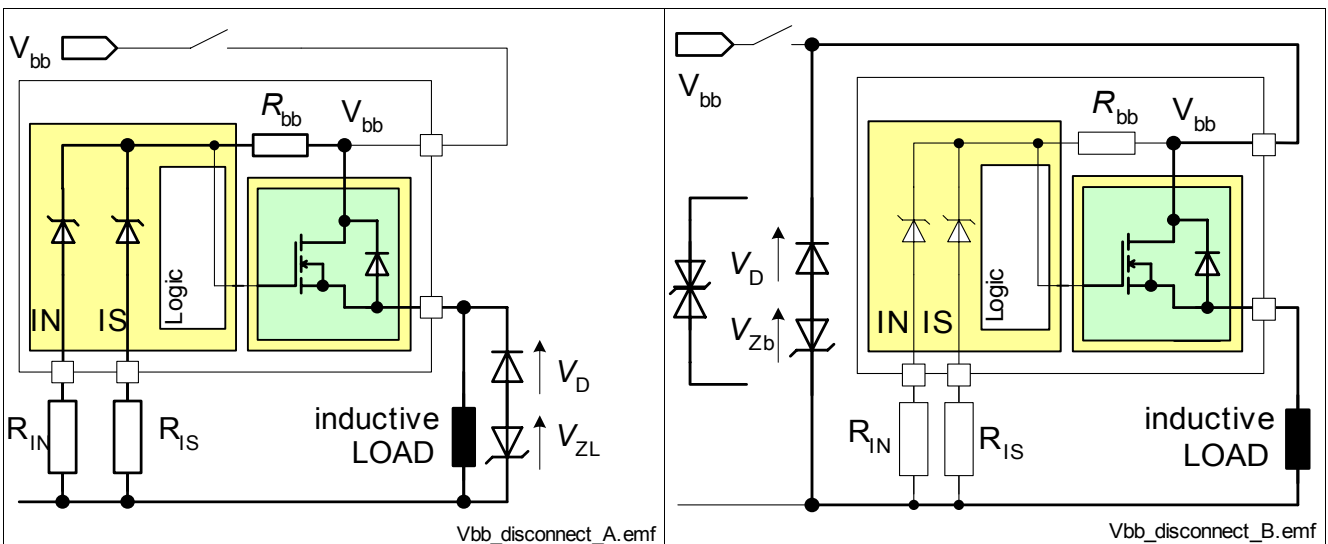 Vbb
Rbb
Vbb
Logic
IN
IS
RIN
RIS
inductive
LOAD
VD
VZL
Vbb_disconnect_A.emf
Vbb
Rbb
Vbb
VD
VZb
Logic
IN
IS
RIN
RIS
inductive
LOAD
Vbb_disconnect_B.emf